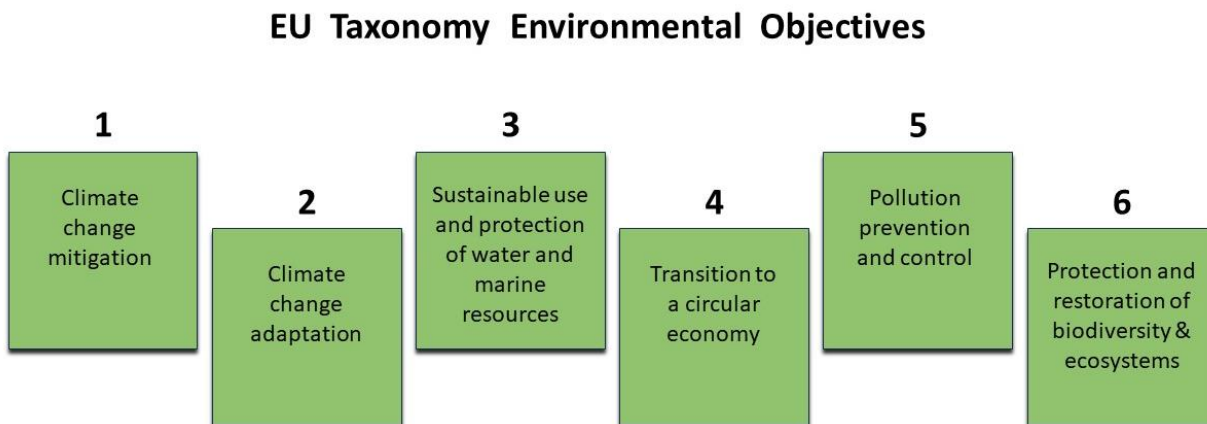 EU Taxonomy Environmental Objectives
1
Climate
change
mitigation
2
Climate
change
adaptation
3
Sustainable use
and protection
of water and
marine
resources
4
Transition to
a circular
economy
5
Pollution
prevention
and control
6
Protection and
restoration of
biodiversity &
ecosystems